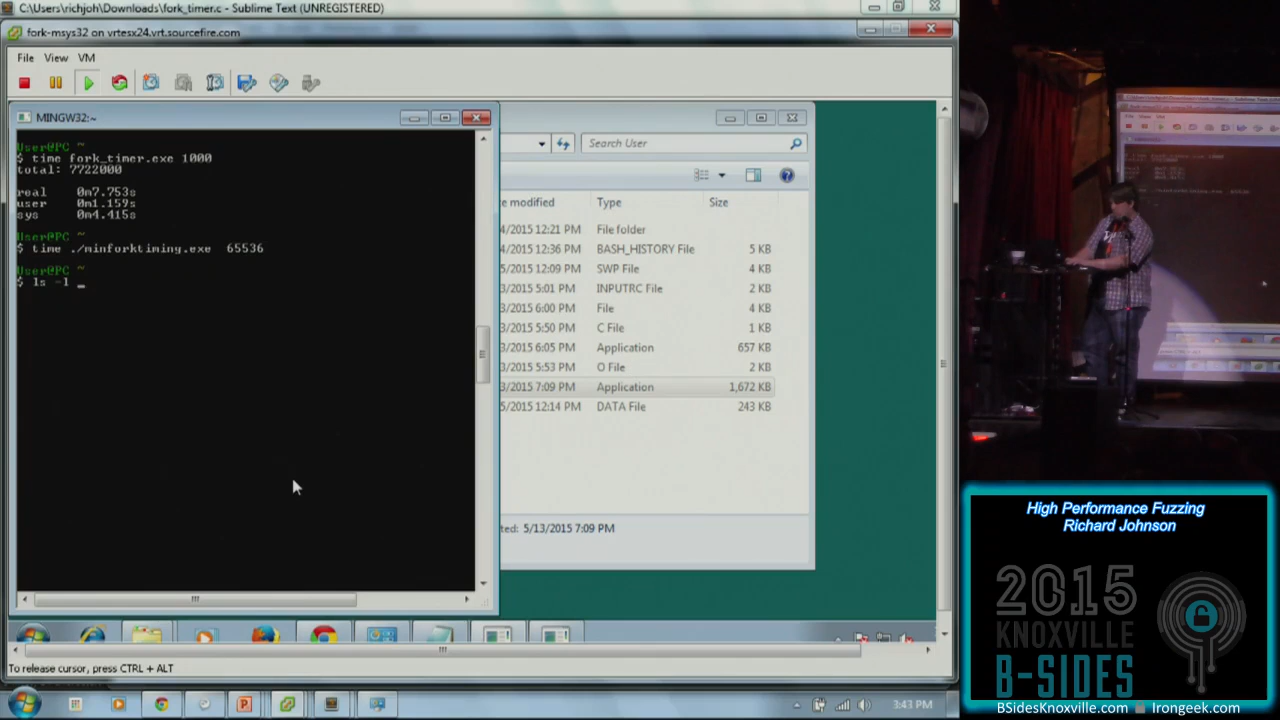 C:\Users\richjoh\Downloads\fork_timer.c - Sublime Text (UNREGISTERED)
fork-msys32 on vrtesx24.vrt.sourcefire.com
File View VM
MINGW32:~
User@PC ~
$ time fork_timer.exe 1000
total: 7722000
real 0m7.753s
user 0m1.159s
sys 0m4.415s
User@PC ~
$ time ./minforktiming.exe 65536
User@PC ~
$ ls -l _
Search User
e modified Type Size
4/2015 12:21 PM File folder
4/2015 12:36 PM BASH_HISTORY File 5 KB
5/2015 12:09 PM SWP File 2 KB
3/2015 5:01 PM INPUTRC File 2 KB
3/2015 6:00 PM File 4 KB
3/2015 5:50 PM C File 1 KB
3/2015 6:05 PM Application 657 KB
3/2015 5:53 PM O File 2 KB
3/2015 7:09 PM Application 1,672 KB
5/2015 12:14 PM DATA File 243 KB
ted: 5/13/2015 7:09 PM
To release cursor, press CTRL + ALT
3:43 PM
High Performance Fuzzing
Richard Johnson
2015
KNOXVILLE
B-SIDES
BSidesKnoxville.com Irongeek.com